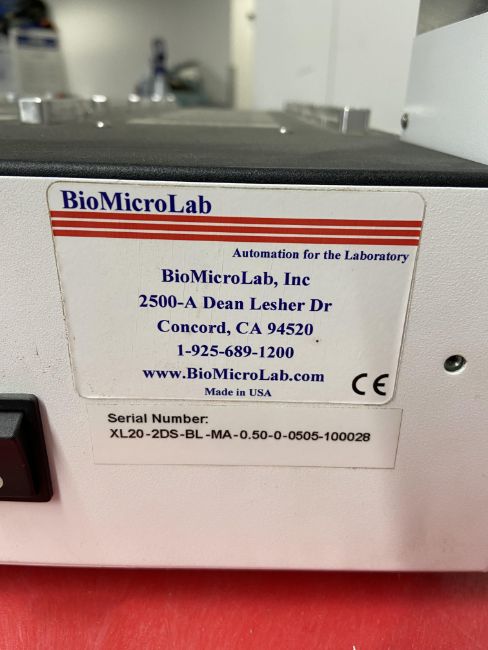 BioMicroLab
Automation for the Laboratory
BioMicroLab, Inc
2500-A Dean Lesher Dr
Concord, CA 94520
1-925-689-1200
www.BioMicroLab.com
Made in USA
CE
Serial Number:
XL20-2DS-BL-MA-0.50-0-0505-100028